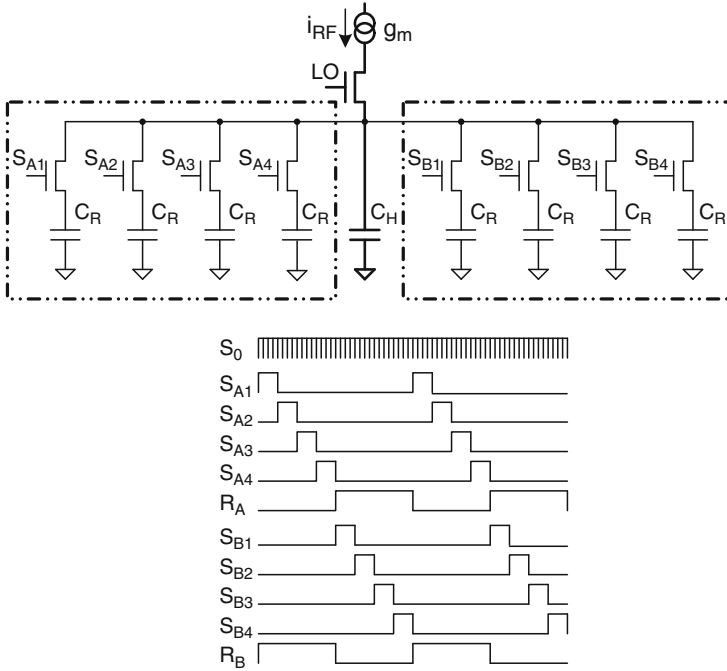 i_RF g_m
LO
S_A1 S_A2 S_A3 S_A4 S_B1 S_B2 S_B3 S_B4
C_R C_R C_R C_R C_H C_R C_R C_R C_R
S_0
S_A1
S_A2
S_A3
S_A4
R_A
S_B1
S_B2
S_B3
S_B4
R_B